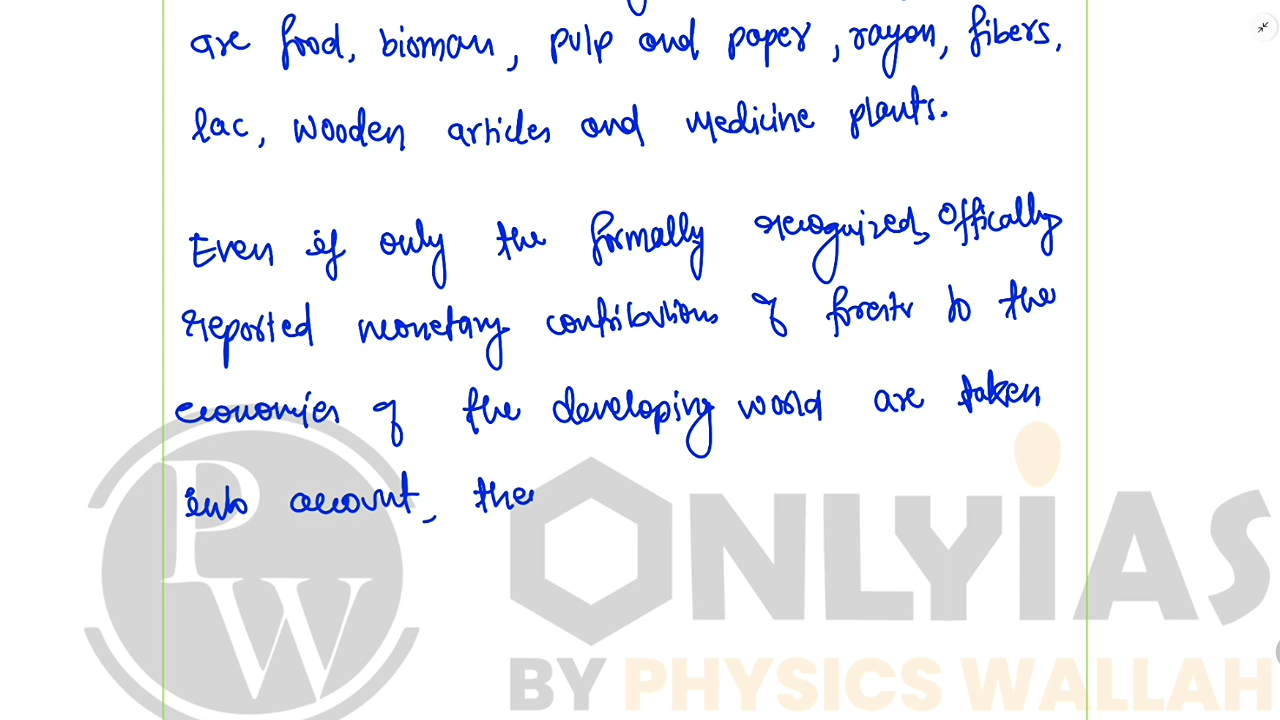 are food, biomass, pulp and paper, rayon, fibers,
lac, wooden articles and medicine plants.
Even if only the formally recognized, offically
reported monetary contributions of forests to the
economies of the developing world are taken
into account, the
PW
ONLYIAS
BY PHYSICS WALLAH